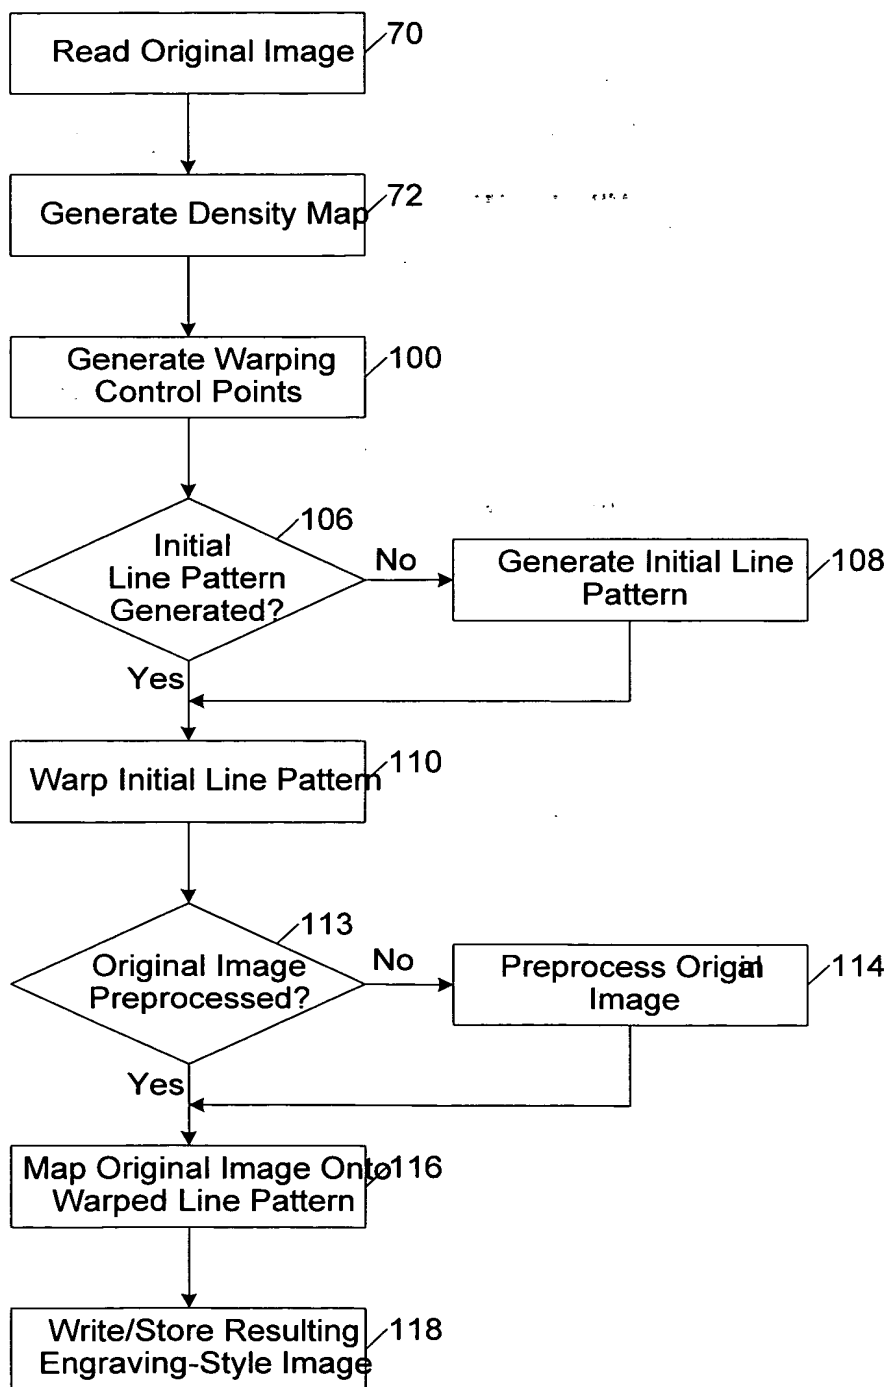 Read Original Image
70
Generate Density Map
72
Generate Warping
Control Points
100
Initial
Line Pattern
Generated?
106
No
Generate Initial Line
Pattern
108
Yes
Warp Initial Line Pattern
110
Original Image
Preprocessed?
113
No
Preprocess Original
Image
114
Yes
Map Original Image Onto
Warped Line Pattern
116
Write/Store Resulting
Engraving-Style Image
118